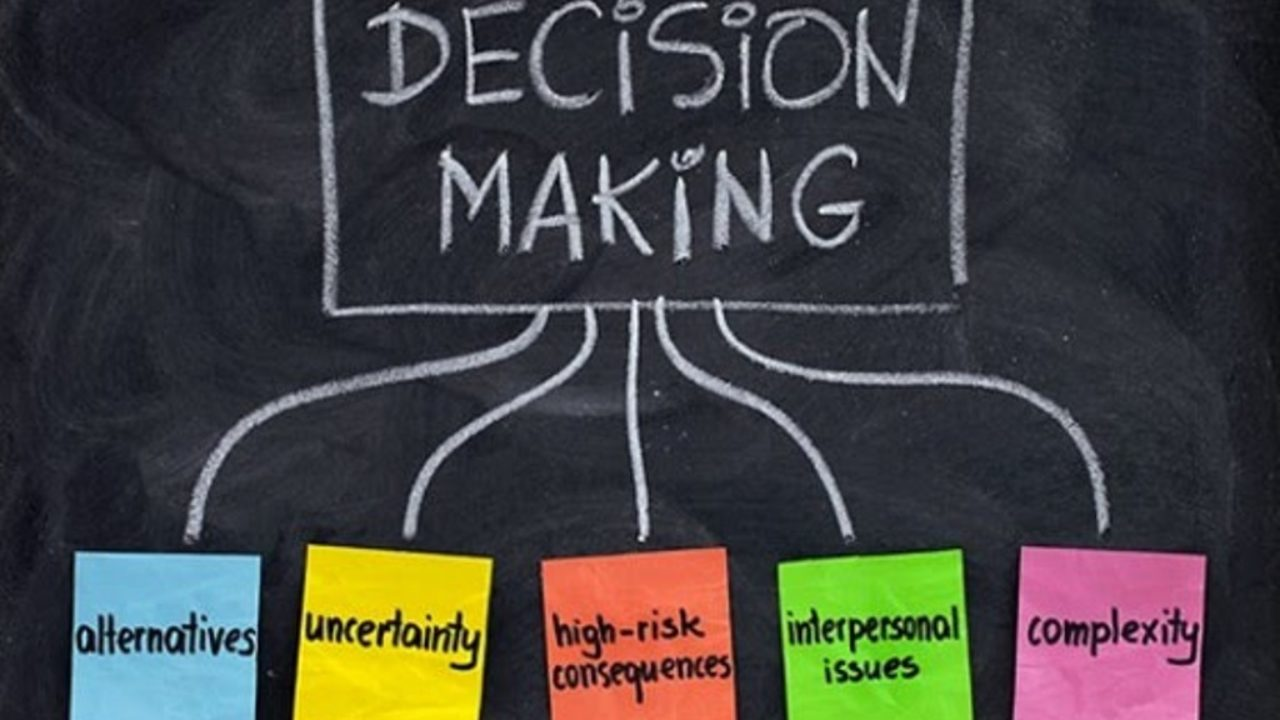 DECiSiON
MAKiNG
alternatives
uncertainty
high-risk
consequences
interpersonal
issues
complexity